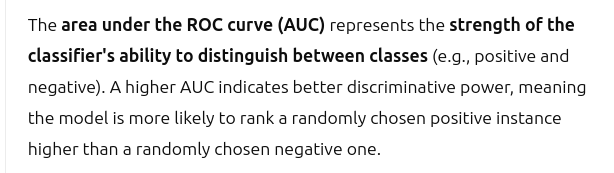 The area under the ROC curve (AUC) represents the strength of the
classifier's ability to distinguish between classes (e.g., positive and
negative). A higher AUC indicates better discriminative power, meaning
the model is more likely to rank a randomly chosen positive instance
higher than a randomly chosen negative one.